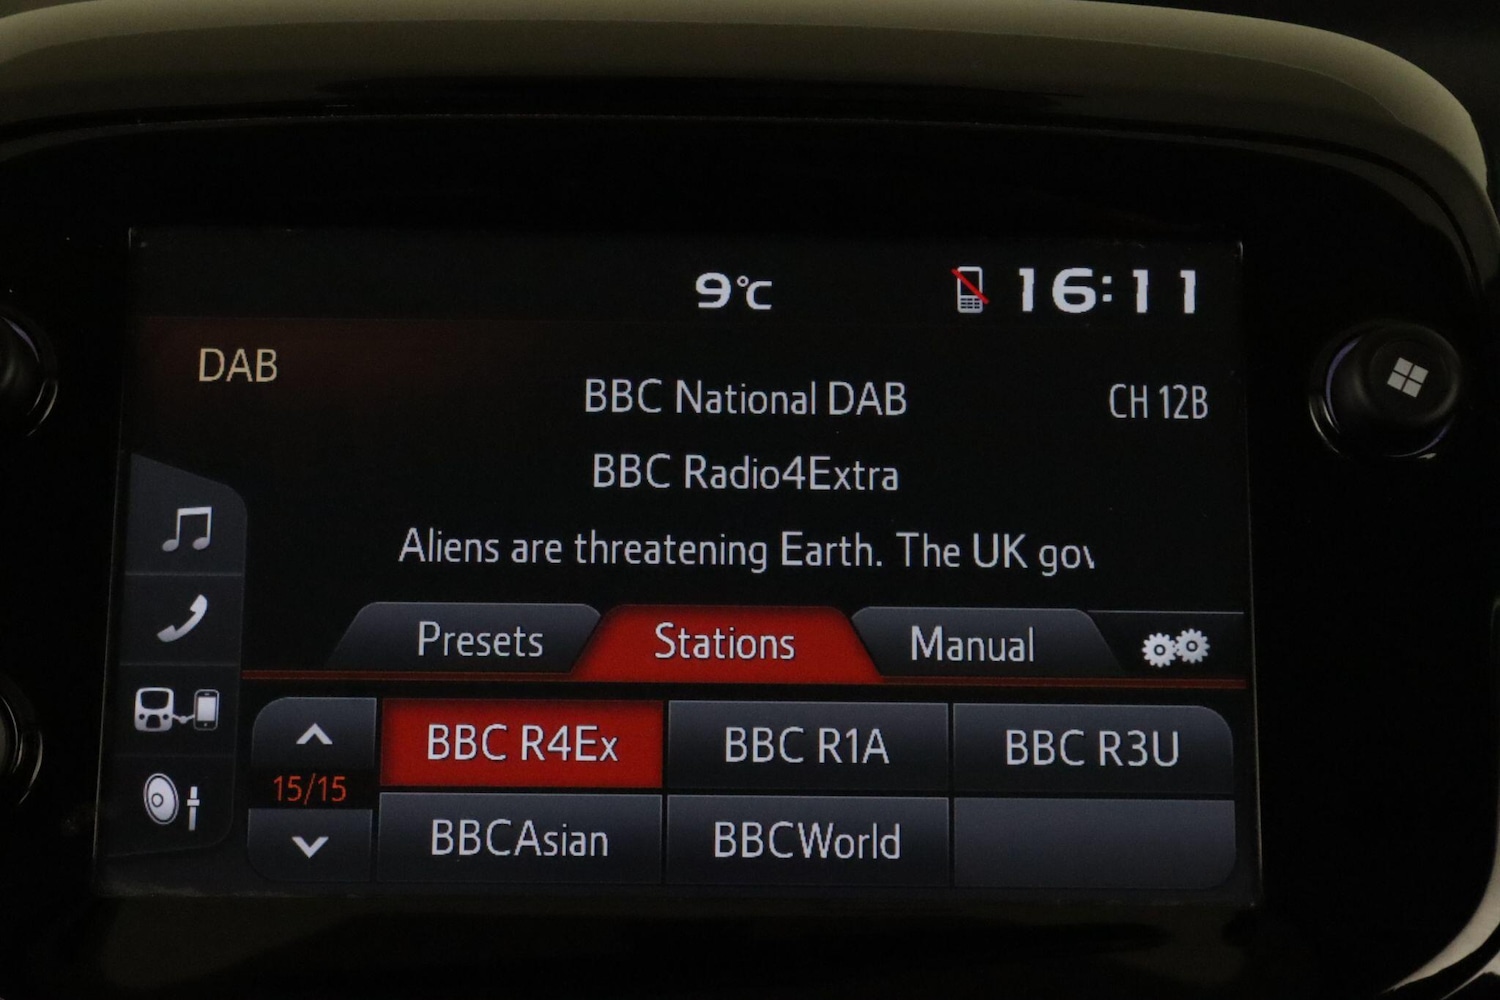 9°C 16:11
DAB
BBC National DAB CH 12B
BBC Radio4Extra
Aliens are threatening Earth. The UK gov
Presets Stations Manual
BBC R4Ex BBC R1A BBC R3U
15/15
BBCAsian BBCWorld